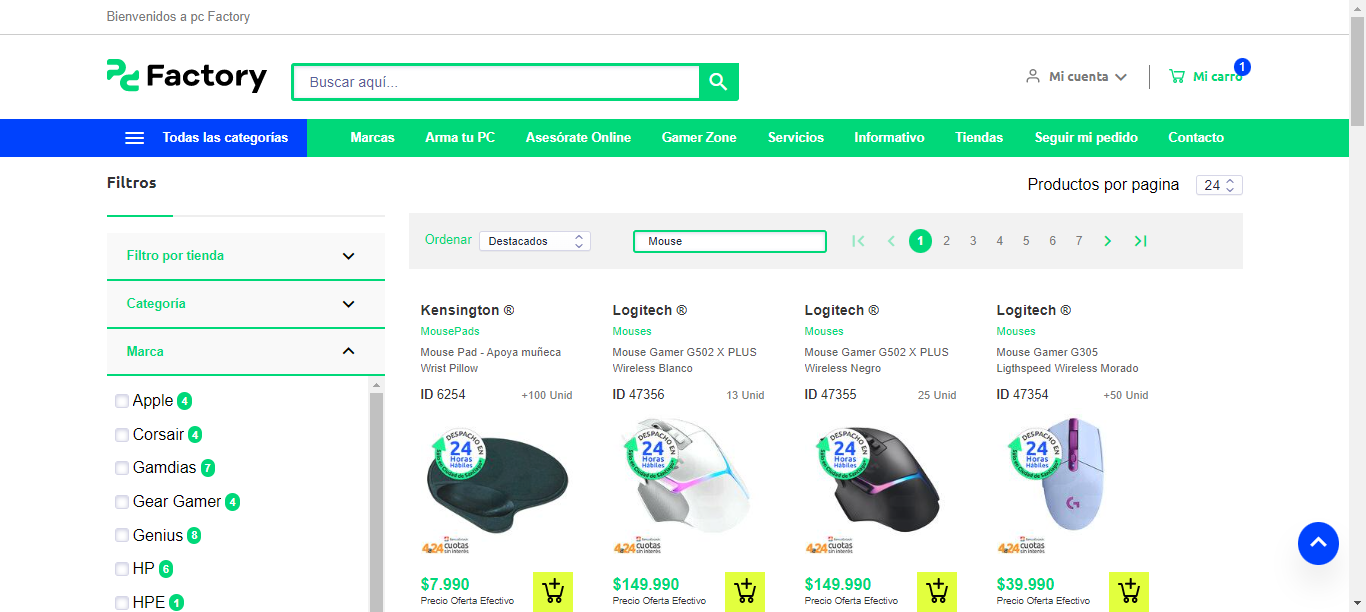 Bienvenidos a pc Factory
Factory
Buscar aquí...
Mi cuenta
Mi carro
1
Todas las categorías
Marcas
Arma tu PC
Asesórate Online
Gamer Zone
Servicios
Informativo
Tiendas
Seguir mi pedido
Contacto
Filtros
Productos por pagina
24
Filtro por tienda
Categoría
Marca
Apple 4
Corsair 4
Gamdias 7
Gear Gamer 4
Genius 8
HP 6
HPE 1
Ordenar
Destacados
Mouse
1 2 3 4 5 6 7
Kensington ®
MousePads
Mouse Pad - Apoya muñeca
Wrist Pillow
ID 6254
+100 Unid
DESPACHO EN
24
Horas
Hábiles
cuotas
sin interés
$7.990
Precio Oferta Efectivo
Logitech ®
Mouses
Mouse Gamer G502 X PLUS
Wireless Blanco
ID 47356
13 Unid
DESPACHO EN
24
Horas
Hábiles
cuotas
sin interés
$149.990
Precio Oferta Efectivo
Logitech ®
Mouses
Mouse Gamer G502 X PLUS
Wireless Negro
ID 47355
25 Unid
DESPACHO EN
24
Horas
Hábiles
cuotas
sin interés
$149.990
Precio Oferta Efectivo
Logitech ®
Mouses
Mouse Gamer G305
Ligthspeed Wireless Morado
ID 47354
+50 Unid
DESPACHO EN
24
Horas
Hábiles
cuotas
sin interés
$39.990
Precio Oferta Efectivo